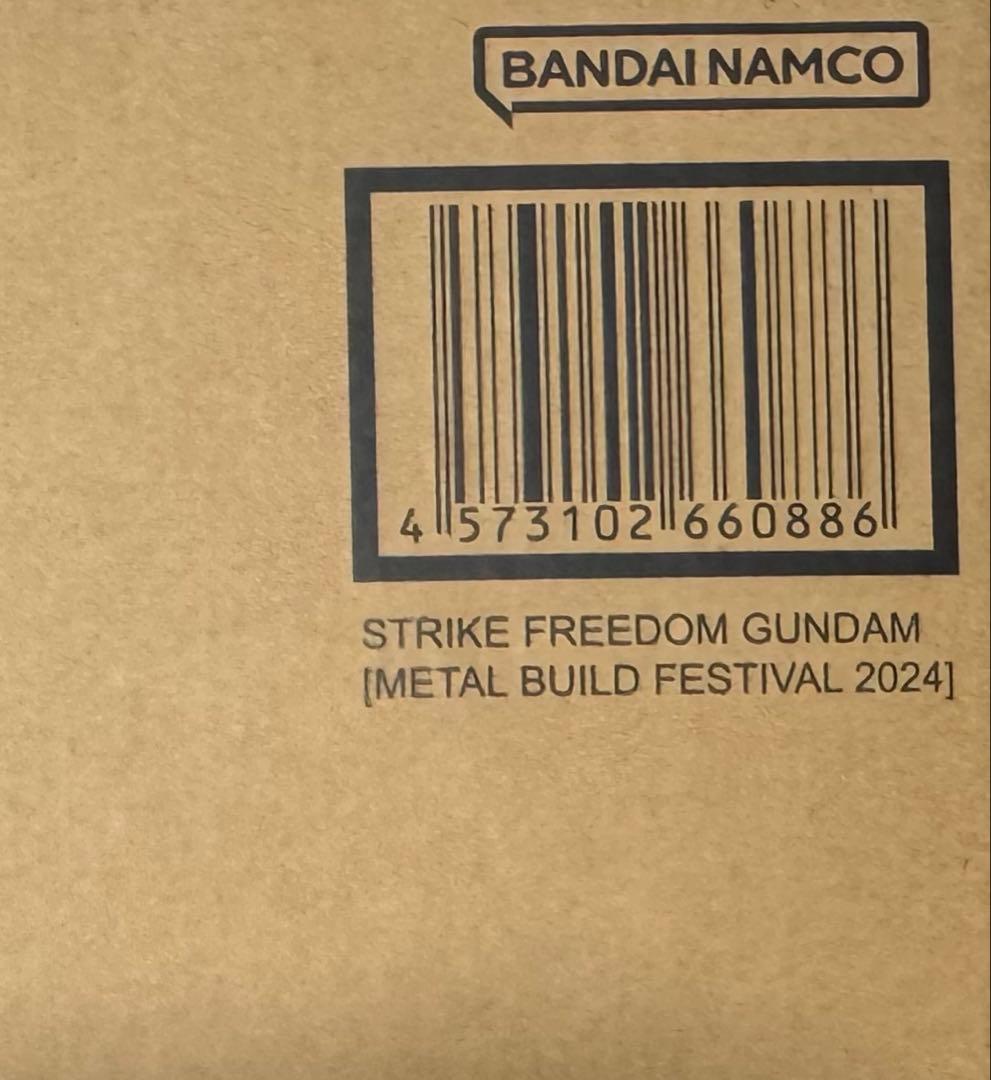 BANDAI NAMCO
4 573102 660886
STRIKE FREEDOM GUNDAM
[METAL BUILD FESTIVAL 2024]